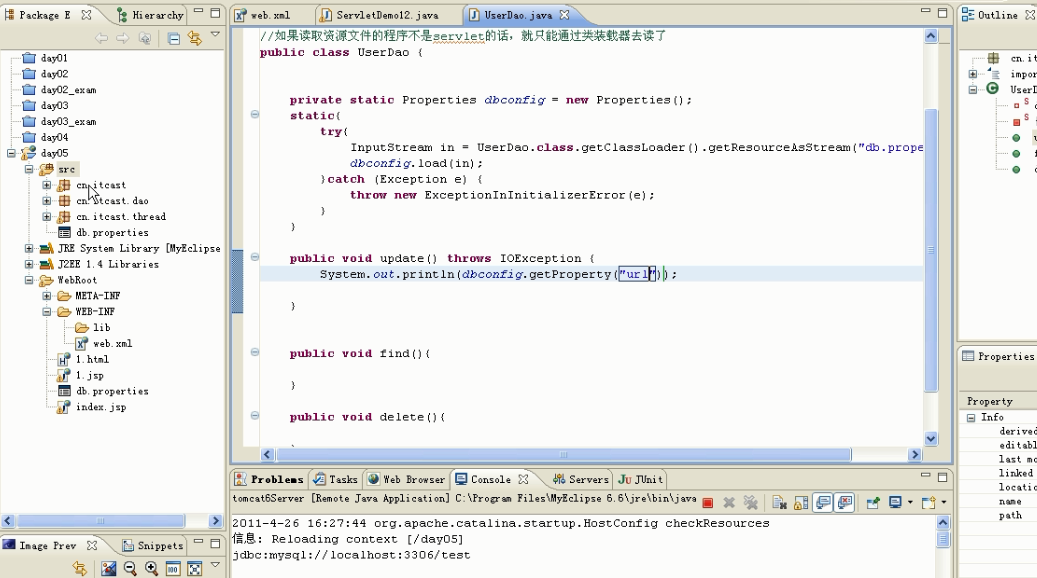 Package E
Hierarchy
day01
day02
day02_exam
day03
day03_exam
day04
day05
src
cn.itcast
cn.itcast.dao
cn.itcast.thread
db.properties
JRE System Library [MyEclipse
J2EE 1.4 Libraries
WebRoot
META-INF
WEB-INF
lib
web.xml
1.html
1.jsp
db.properties
index.jsp
Image Prev
Snippets
web.xml
ServletDemo12.java
UserDao.java
//如果读取资源文件的程序不是servlet的话，就只能通过类装载器去读了
public class UserDao {
private static Properties dbconfig = new Properties();
static{
try{
InputStream in = UserDao.class.getClassLoader().getResourceAsStream("db.prope
dbconfig.load(in);
}catch (Exception e) {
throw new ExceptionInInitializerError(e);
}
}
public void update() throws IOException {
System.out.println(dbconfig.getProperty("url"));
}
public void find(){
}
public void delete(){
Problems
Tasks
Web Browser
Console
Servers
JUnit
tomcat6Server [Remote Java Application] C:\Program Files\MyEclipse 6.6\jre\bin\javaw
2011-4-26 16:27:44 org.apache.catalina.startup.HostConfig checkResources
信息: Reloading context [/day05]
jdbc:mysql://localhost:3306/test
Outline
cn.it
impor
UserD
Properties
Property
Info
derived
editabl
last mo
linked
locatio
name
path